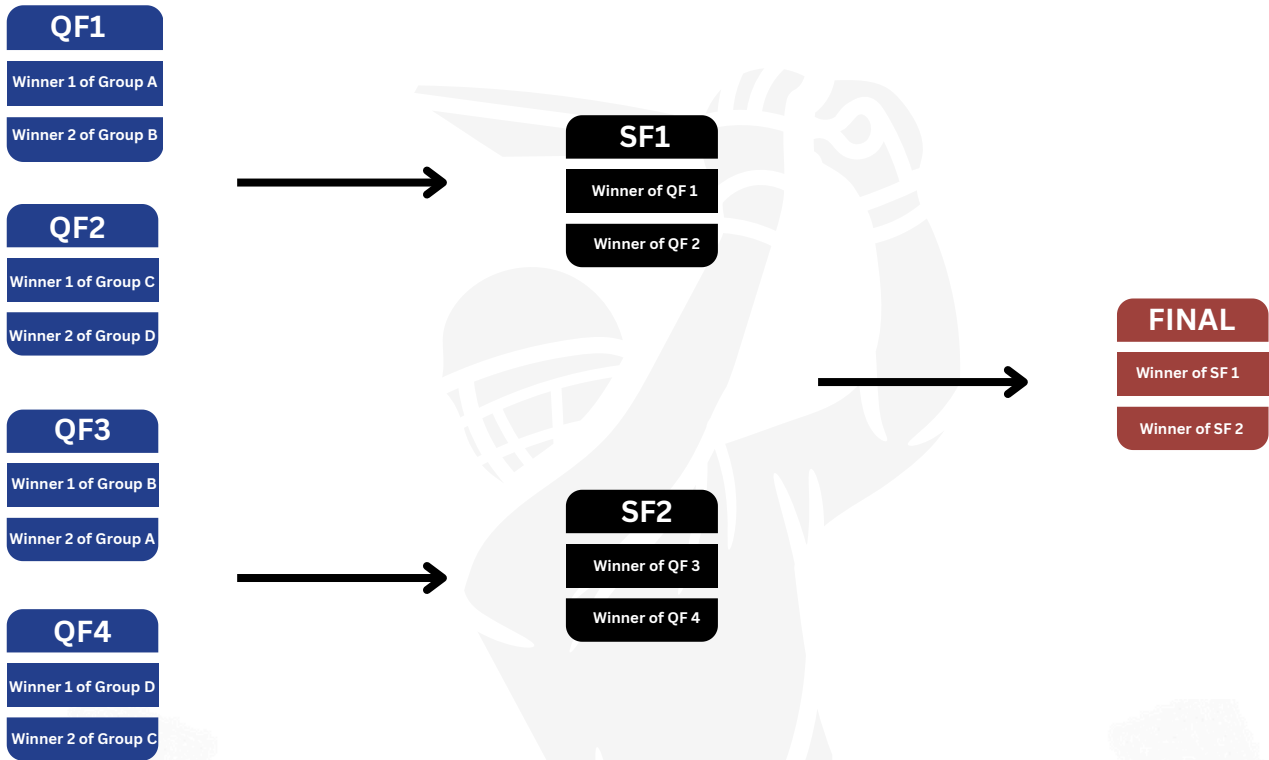 QF1
Winner 1 of Group A
Winner 2 of Group B
QF2
Winner 1 of Group C
Winner 2 of Group D
QF3
Winner 1 of Group B
Winner 2 of Group A
QF4
Winner 1 of Group D
Winner 2 of Group C
SF1
Winner of QF 1
Winner of QF 2
SF2
Winner of QF 3
Winner of QF 4
FINAL
Winner of SF 1
Winner of SF 2